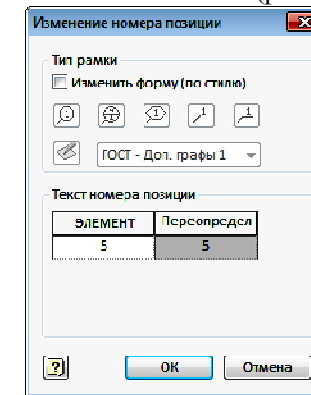 Изменение номера позиции
Тип рамки
Изменить форму (по стилю)
ГОСТ - Доп. графы 1
Текст номера позиции
ЭЛЕМЕНТ Переопредел
5 5
ОК Отмена